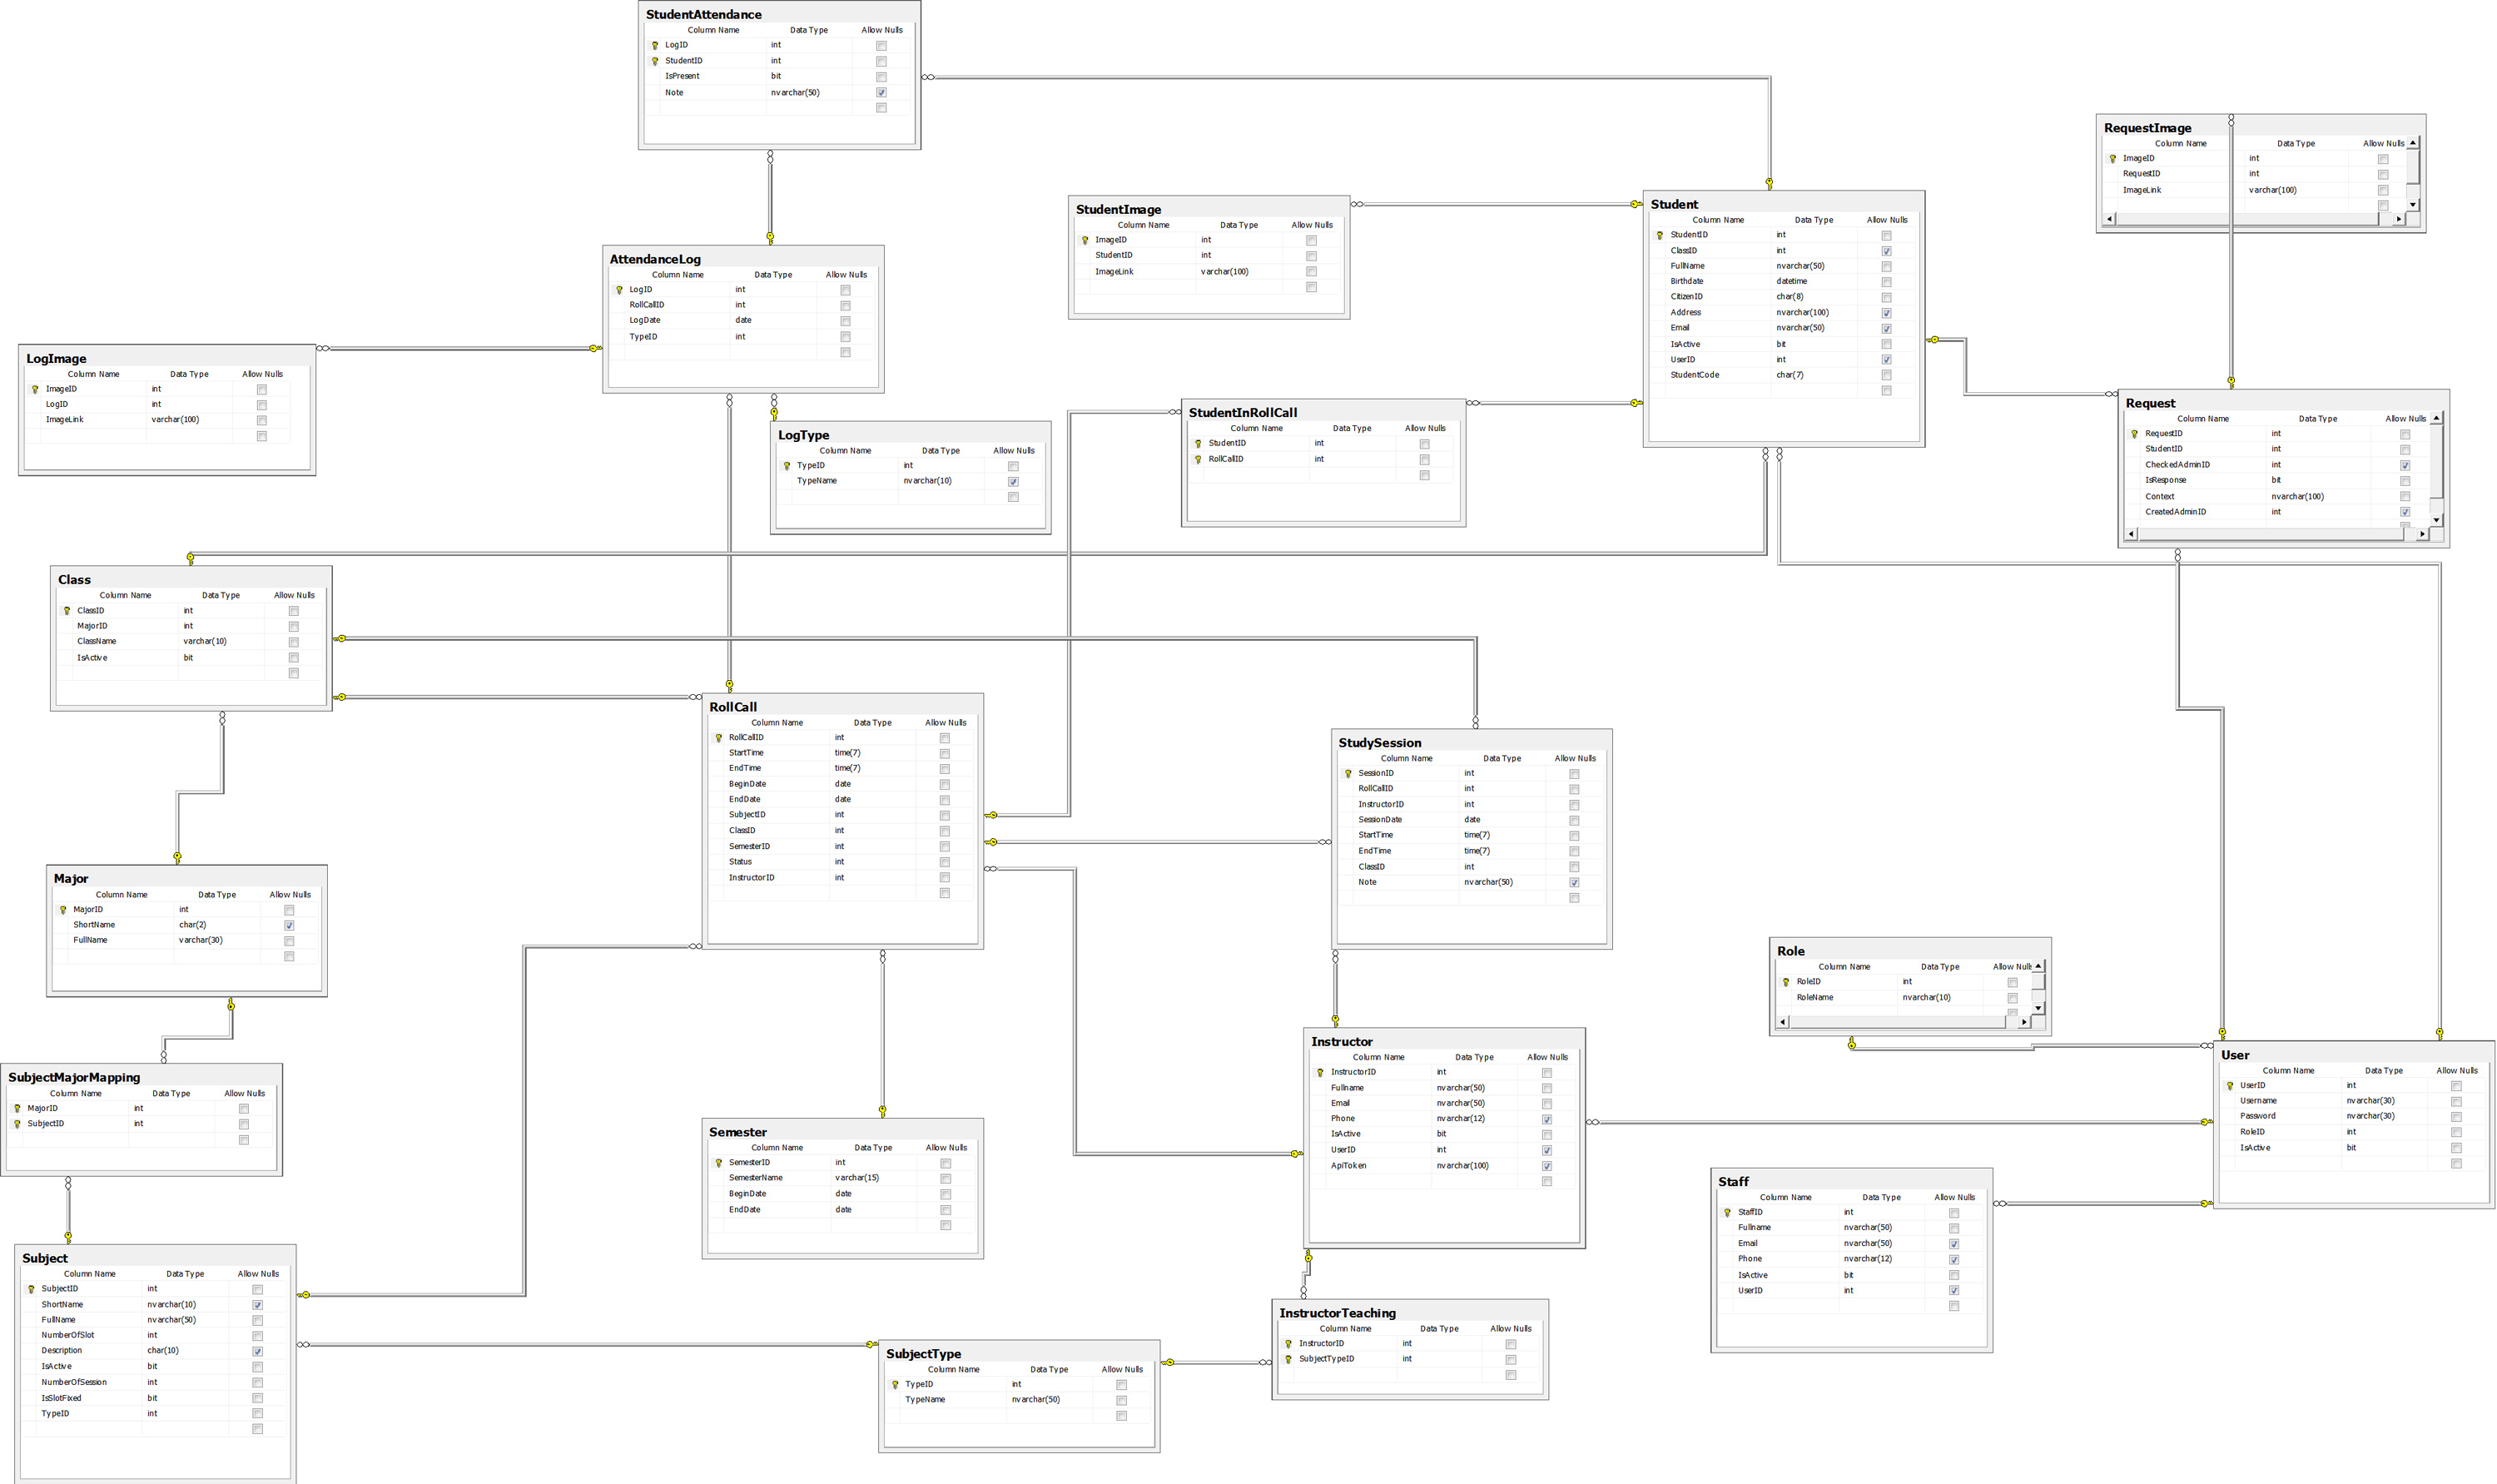 StudentAttendance
Column Name Data Type Allow Nulls
LogID int
StudentID int
IsPresent bit
Note nvarchar(50)
RequestImage
Column Name Data Type Allow Nulls
ImageID int
RequestID int
ImageLink varchar(100)
StudentImage
Column Name Data Type Allow Nulls
ImageID int
StudentID int
ImageLink varchar(100)
Student
Column Name Data Type Allow Nulls
StudentID int
ClassID int
FullName nvarchar(50)
Birthdate datetime
CitizenID char(8)
Address nvarchar(100)
Email nvarchar(50)
IsActive bit
UserID int
StudentCode char(7)
AttendanceLog
Column Name Data Type Allow Nulls
LogID int
RollCallID int
LogDate date
TypeID int
LogImage
Column Name Data Type Allow Nulls
ImageID int
LogID int
ImageLink varchar(100)
LogType
Column Name Data Type Allow Nulls
TypeID int
TypeName nvarchar(10)
StudentInRollCall
Column Name Data Type Allow Nulls
StudentID int
RollCallID int
Request
Column Name Data Type Allow Nulls
RequestID int
StudentID int
CheckedAdminID int
IsResponse bit
Context nvarchar(100)
CreatedAdminID int
Class
Column Name Data Type Allow Nulls
ClassID int
MajorID int
ClassName varchar(10)
IsActive bit
RollCall
Column Name Data Type Allow Nulls
RollCallID int
StartTime time(7)
EndTime time(7)
BeginDate date
EndDate date
SubjectID int
ClassID int
SemesterID int
Status int
InstructorID int
StudySession
Column Name Data Type Allow Nulls
SessionID int
RollCallID int
InstructorID int
SessionDate date
StartTime time(7)
EndTime time(7)
ClassID int
Note nvarchar(50)
Major
Column Name Data Type Allow Nulls
MajorID int
ShortName char(2)
FullName varchar(30)
Role
Column Name Data Type Allow Nulls
RoleID int
RoleName nvarchar(10)
SubjectMajorMapping
Column Name Data Type Allow Nulls
MajorID int
SubjectID int
Semester
Column Name Data Type Allow Nulls
SemesterID int
SemesterName varchar(15)
BeginDate date
EndDate date
Instructor
Column Name Data Type Allow Nulls
InstructorID int
Fullname nvarchar(50)
Email nvarchar(50)
Phone nvarchar(12)
IsActive bit
UserID int
ApiToken nvarchar(100)
User
Column Name Data Type Allow Nulls
UserID int
Username nvarchar(30)
Password nvarchar(30)
RoleID int
IsActive bit
Staff
Column Name Data Type Allow Nulls
StaffID int
Fullname nvarchar(50)
Email nvarchar(50)
Phone nvarchar(12)
IsActive bit
UserID int
Subject
Column Name Data Type Allow Nulls
SubjectID int
ShortName nvarchar(10)
FullName nvarchar(50)
NumberOfSlot int
Description char(10)
IsActive bit
NumberOfSession int
IsSlotFixed bit
TypeID int
SubjectType
Column Name Data Type Allow Nulls
TypeID int
TypeName nvarchar(50)
InstructorTeaching
Column Name Data Type Allow Nulls
InstructorID int
SubjectTypeID int